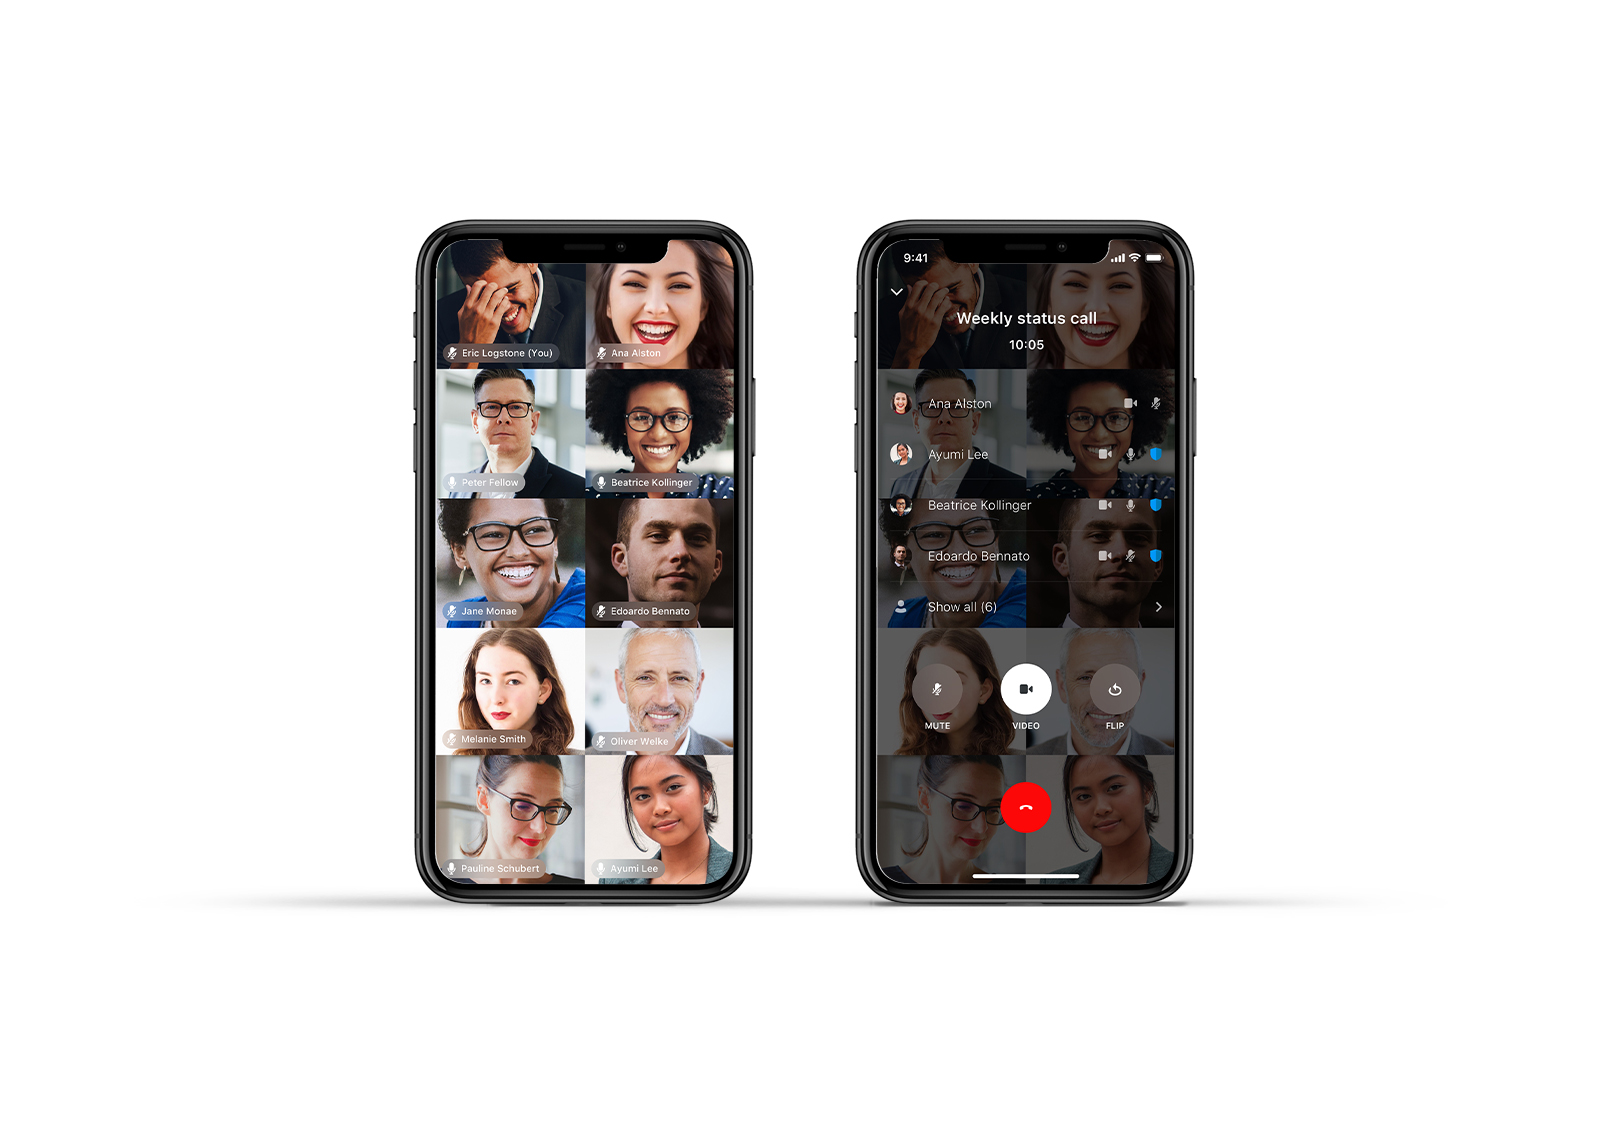 Eric Logstone (You)
Ana Alston
Peter Fellow
Beatrice Kollinger
Jane Monae
Edoardo Bennato
Melanie Smith
Oliver Welke
Pauline Schubert
Ayumi Lee
9:41
Weekly status call
10:05
Ana Alston
Ayumi Lee
Beatrice Kollinger
Edoardo Bennato
Show all (6)
MUTE
VIDEO
FLIP